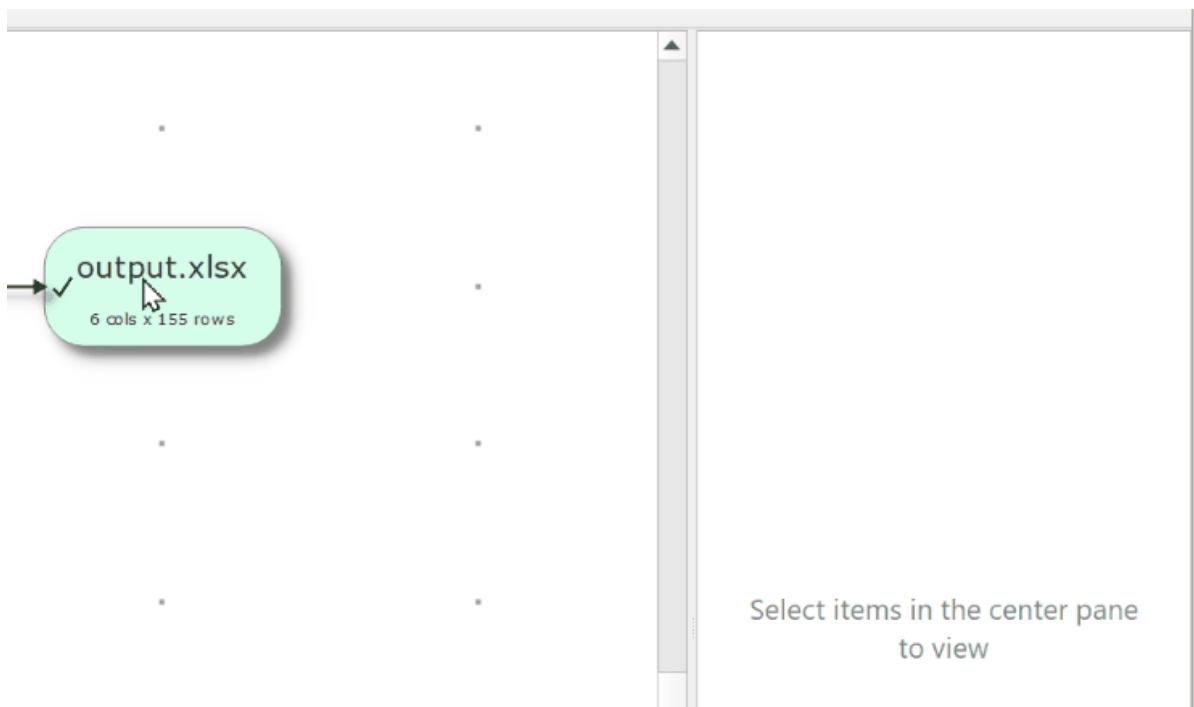 output.xlsx
6 cols x 155 rows
Select items in the center pane
to view